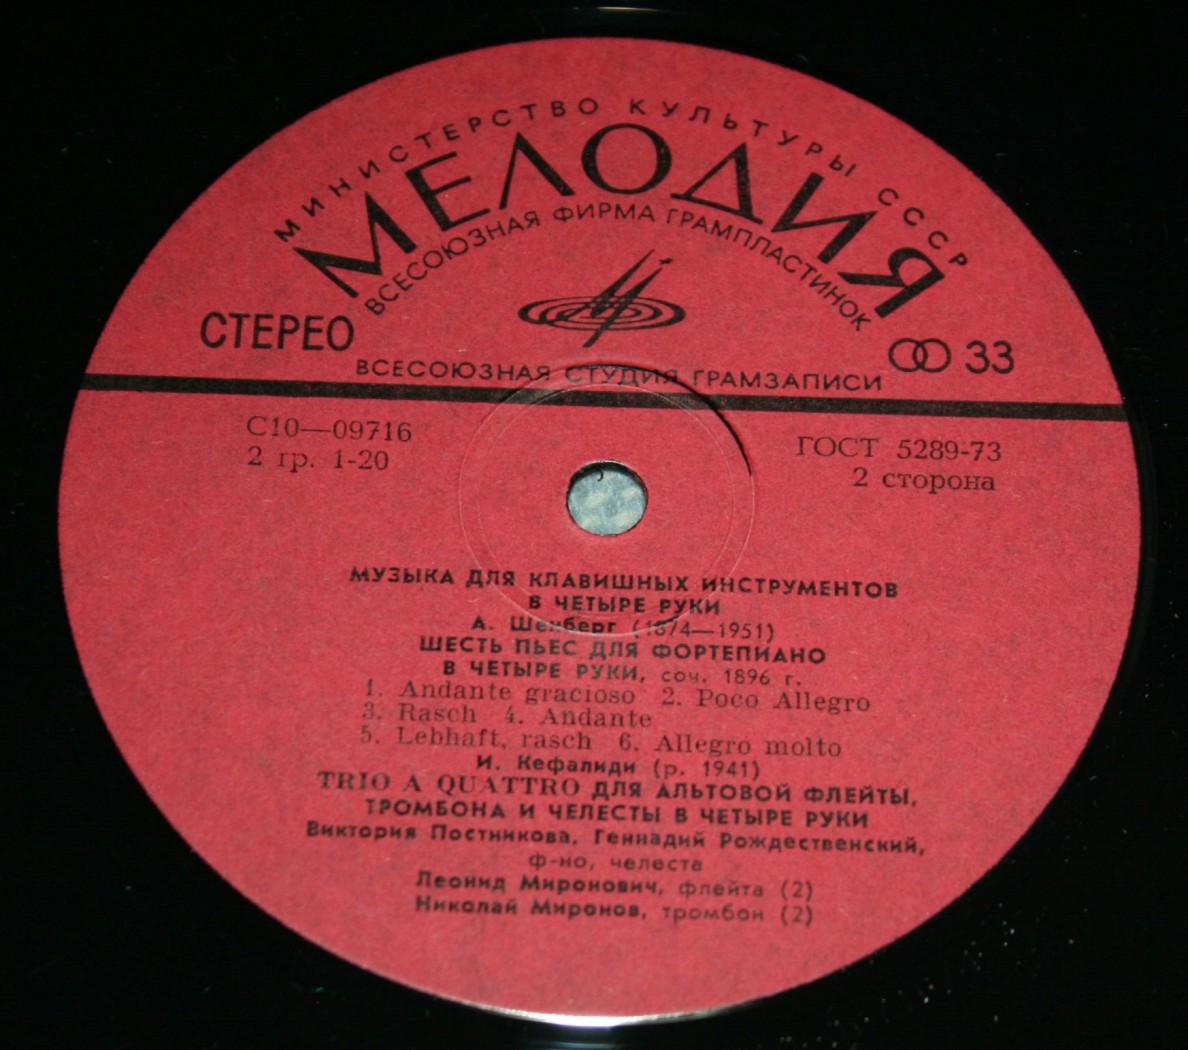 МИНИСТЕРСТВО КУЛЬТУРЫ СССР
МЕЛОДИЯ
ВСЕСОЮЗНАЯ ФИРМА ГРАМПЛАСТИНОК
СТЕРЕО
33
ВСЕСОЮЗНАЯ СТУДИЯ ГРАМЗАПИСИ
С10—09716
ГОСТ 5289-73
2 гр. 1-20
2 сторона
МУЗЫКА ДЛЯ КЛАВИШНЫХ ИНСТРУМЕНТОВ
В ЧЕТЫРЕ РУКИ
А. Шенберг (1874—1951)
ШЕСТЬ ПЬЕС ДЛЯ ФОРТЕПИАНО
В ЧЕТЫРЕ РУКИ, соч. 1896 г.
1. Andante gracioso 2. Poco Allegro
3. Rasch 4. Andante
5. Lebhaft, rasch 6. Allegro molto
И. Кефалиди (р. 1941)
TRIO A QUATTRO ДЛЯ АЛЬТОВОЙ ФЛЕЙТЫ,
ТРОМБОНА И ЧЕЛЕСТЫ В ЧЕТЫРЕ РУКИ
Виктория Постникова, Геннадий Рождественский,
ф-но, челеста
Леонид Миронович, флейта (2)
Николай Миронов, тромбон (2)